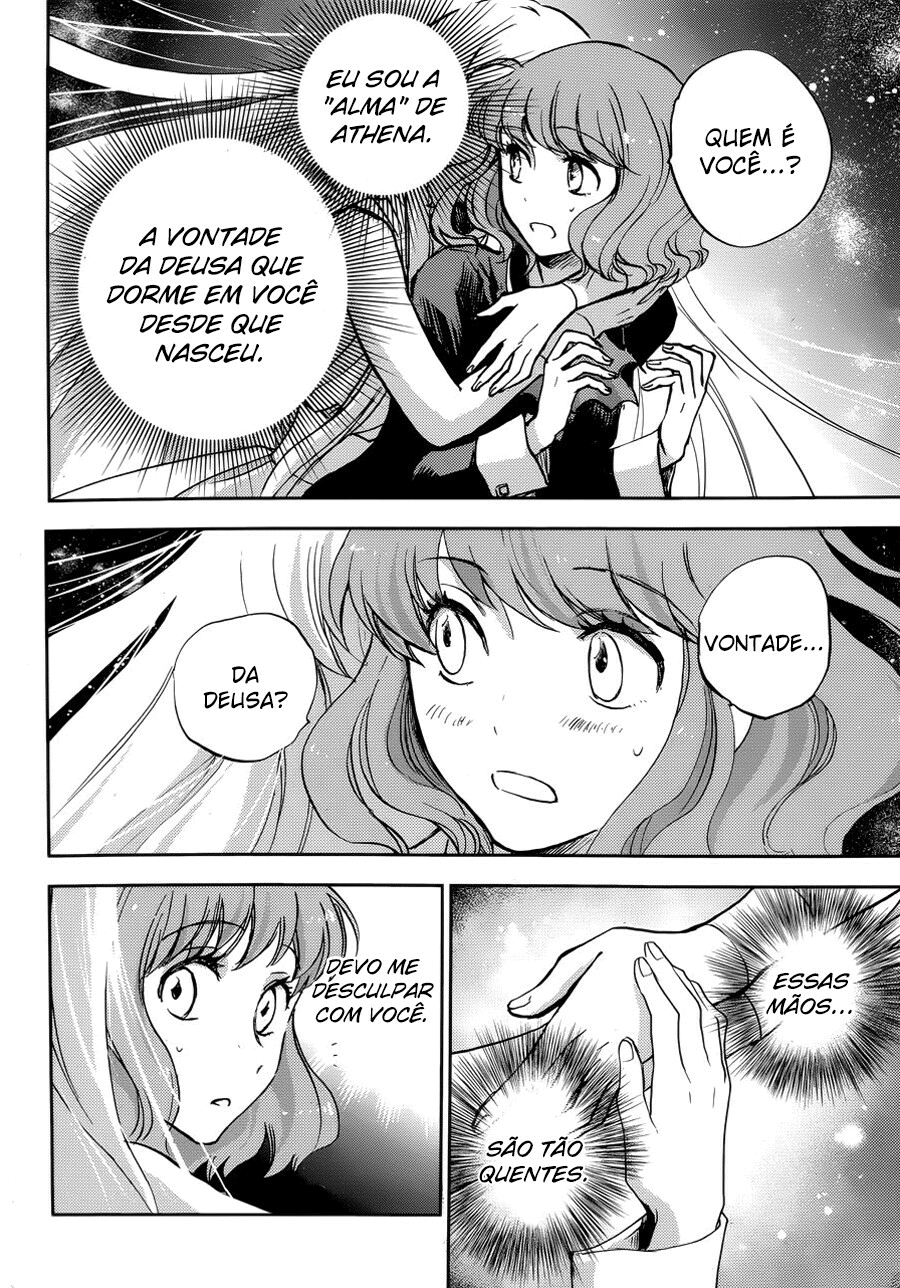 QUEM É
VOCÊ...?
EU SOU A
"ALMA" DE
ATHENA.
A VONTADE
DA DEUSA QUE
DORME EM VOCÊ
DESDE QUE
NASCEU.
VONTADE...
DA
DEUSA?
ESSAS
MÃOS...
SÃO TÃO
QUENTES.
DEVO ME
DESCULPAR
COM VOCÊ.